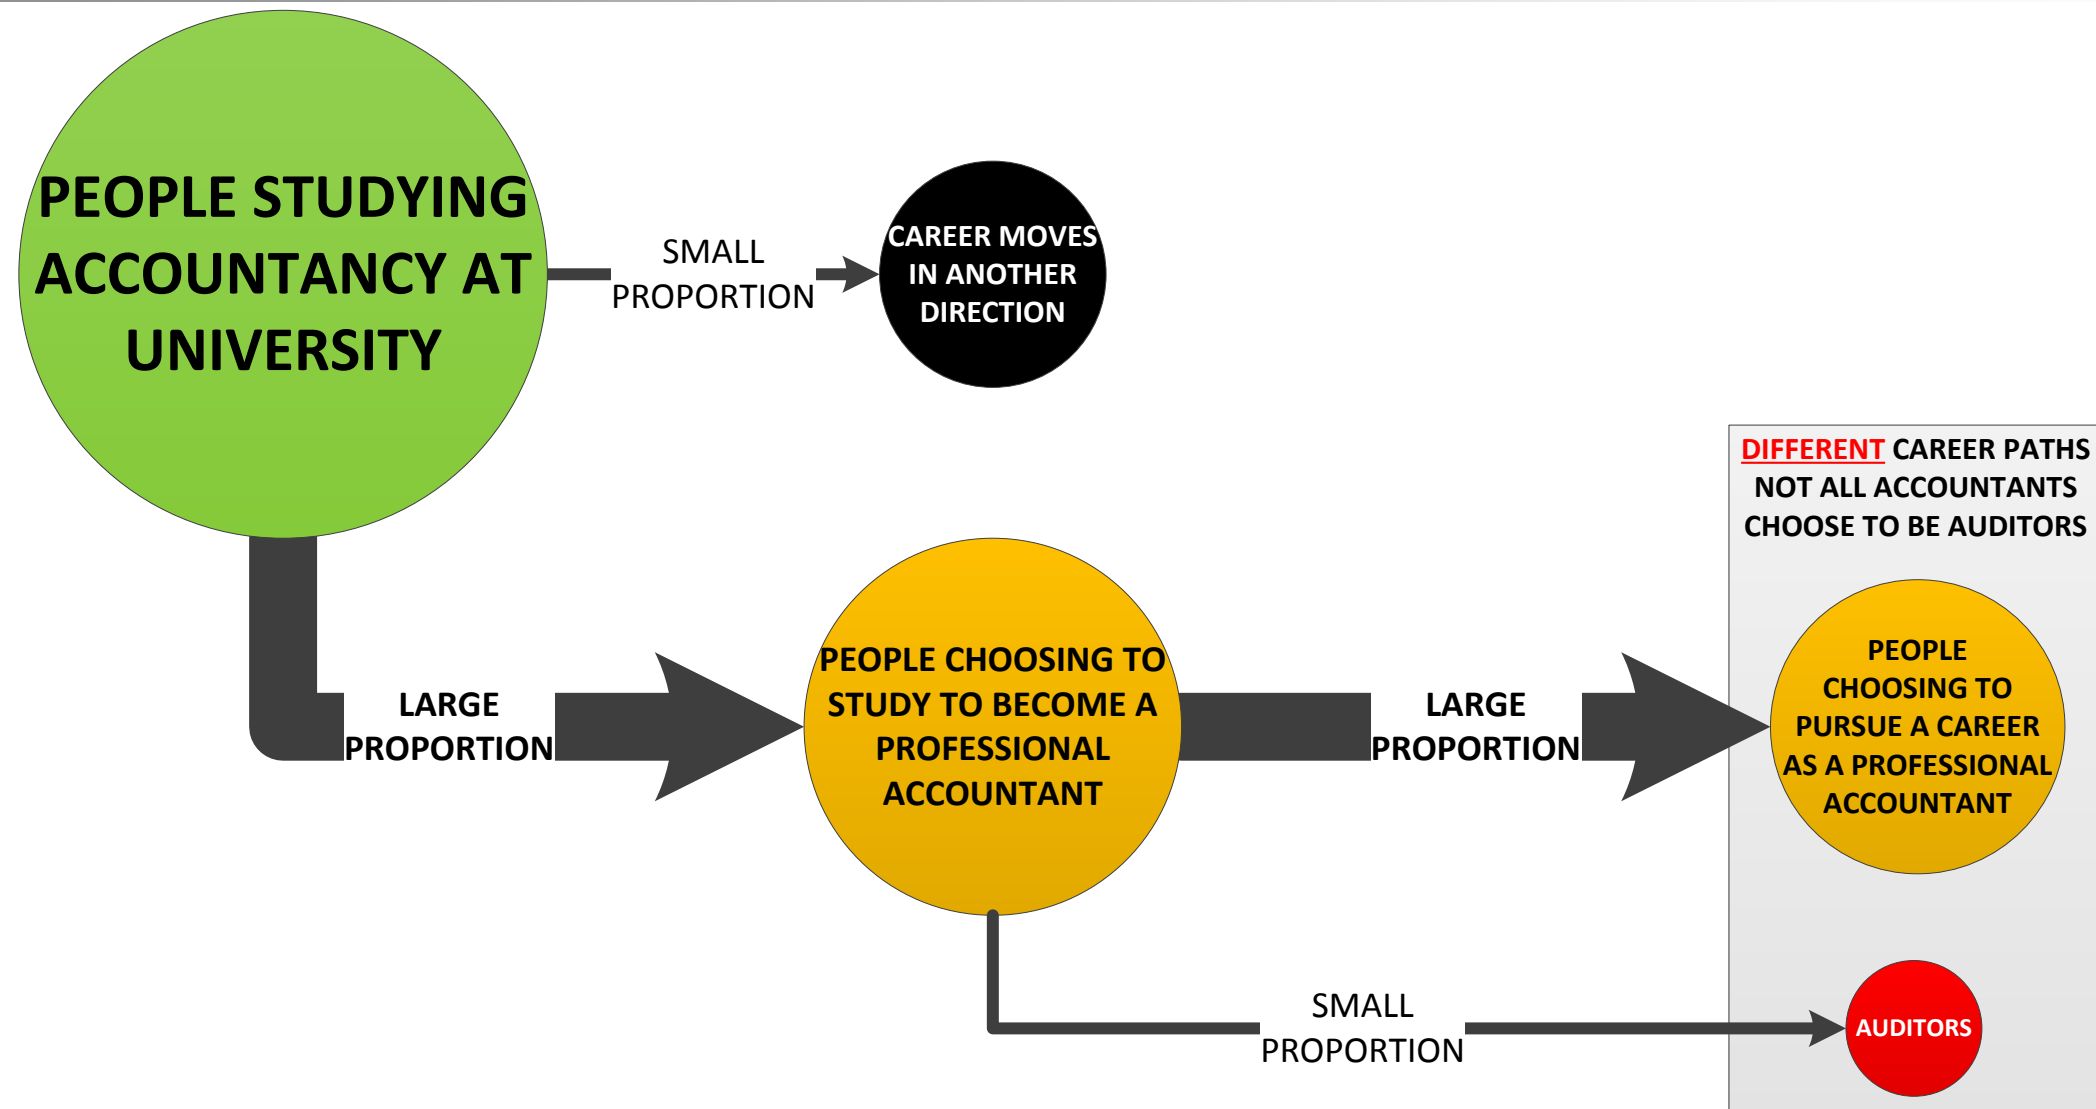 PEOPLE STUDYING
ACCOUNTANCY AT
UNIVERSITY
SMALL
PROPORTION
CAREER MOVES
IN ANOTHER
DIRECTION
LARGE
PROPORTION
PEOPLE CHOOSING TO
STUDY TO BECOME A
PROFESSIONAL
ACCOUNTANT
LARGE
PROPORTION
DIFFERENT CAREER PATHS
NOT ALL ACCOUNTANTS
CHOOSE TO BE AUDITORS
PEOPLE
CHOOSING TO
PURSUE A CAREER
AS A PROFESSIONAL
ACCOUNTANT
SMALL
PROPORTION
AUDITORS